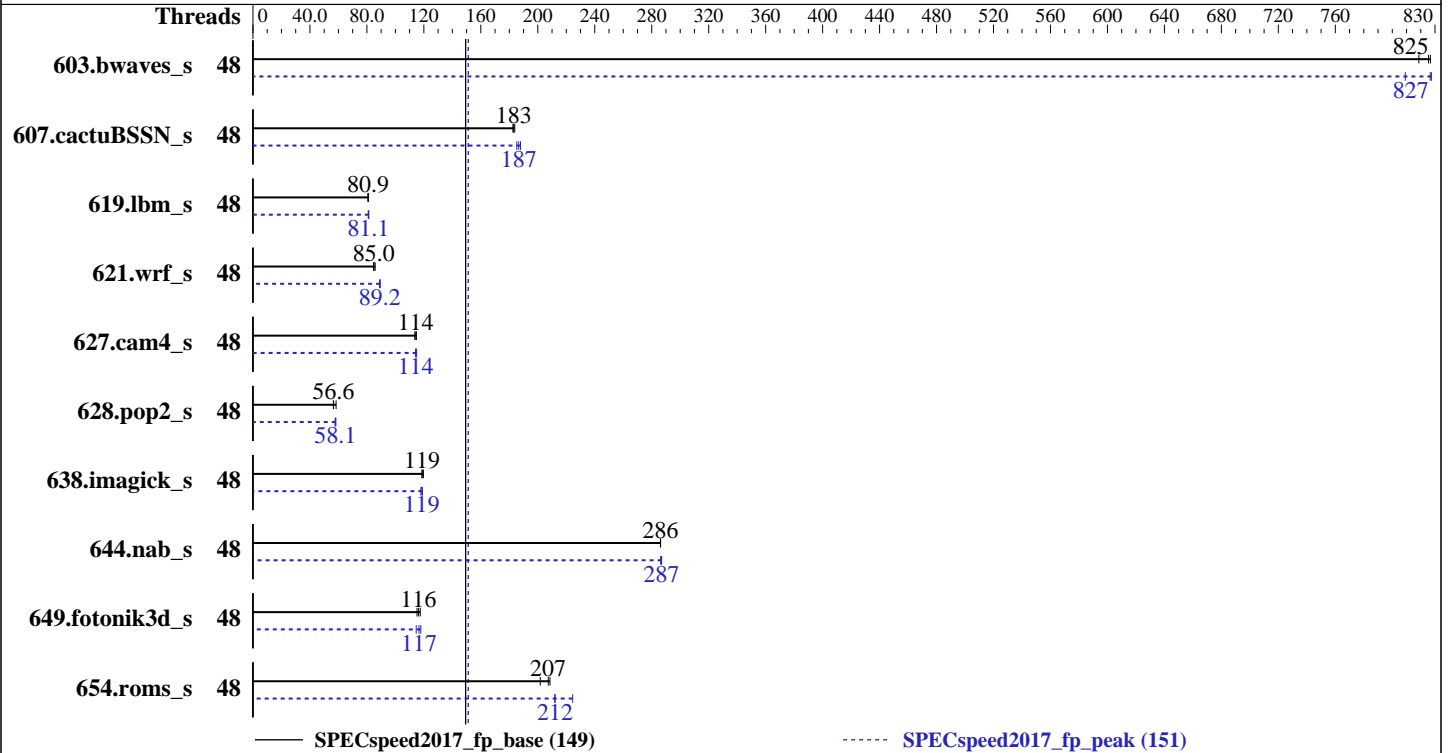 Threads 0 40.0 80.0 120 160 200 240 280 320 360 400 440 480 520 560 600 640 680 720 760 830
825
603.bwaves_s 48
827
183
607.cactuBSSN_s 48
187
80.9
619.lbm_s 48
81.1
85.0
621.wrf_s 48
89.2
114
627.cam4_s 48
114
56.6
628.pop2_s 48
58.1
119
638.imagick_s 48
119
286
644.nab_s 48
287
116
649.fotonik3d_s 48
117
207
654.roms_s 48
212
SPECspeed2017_fp_base (149) SPECspeed2017_fp_peak (151)